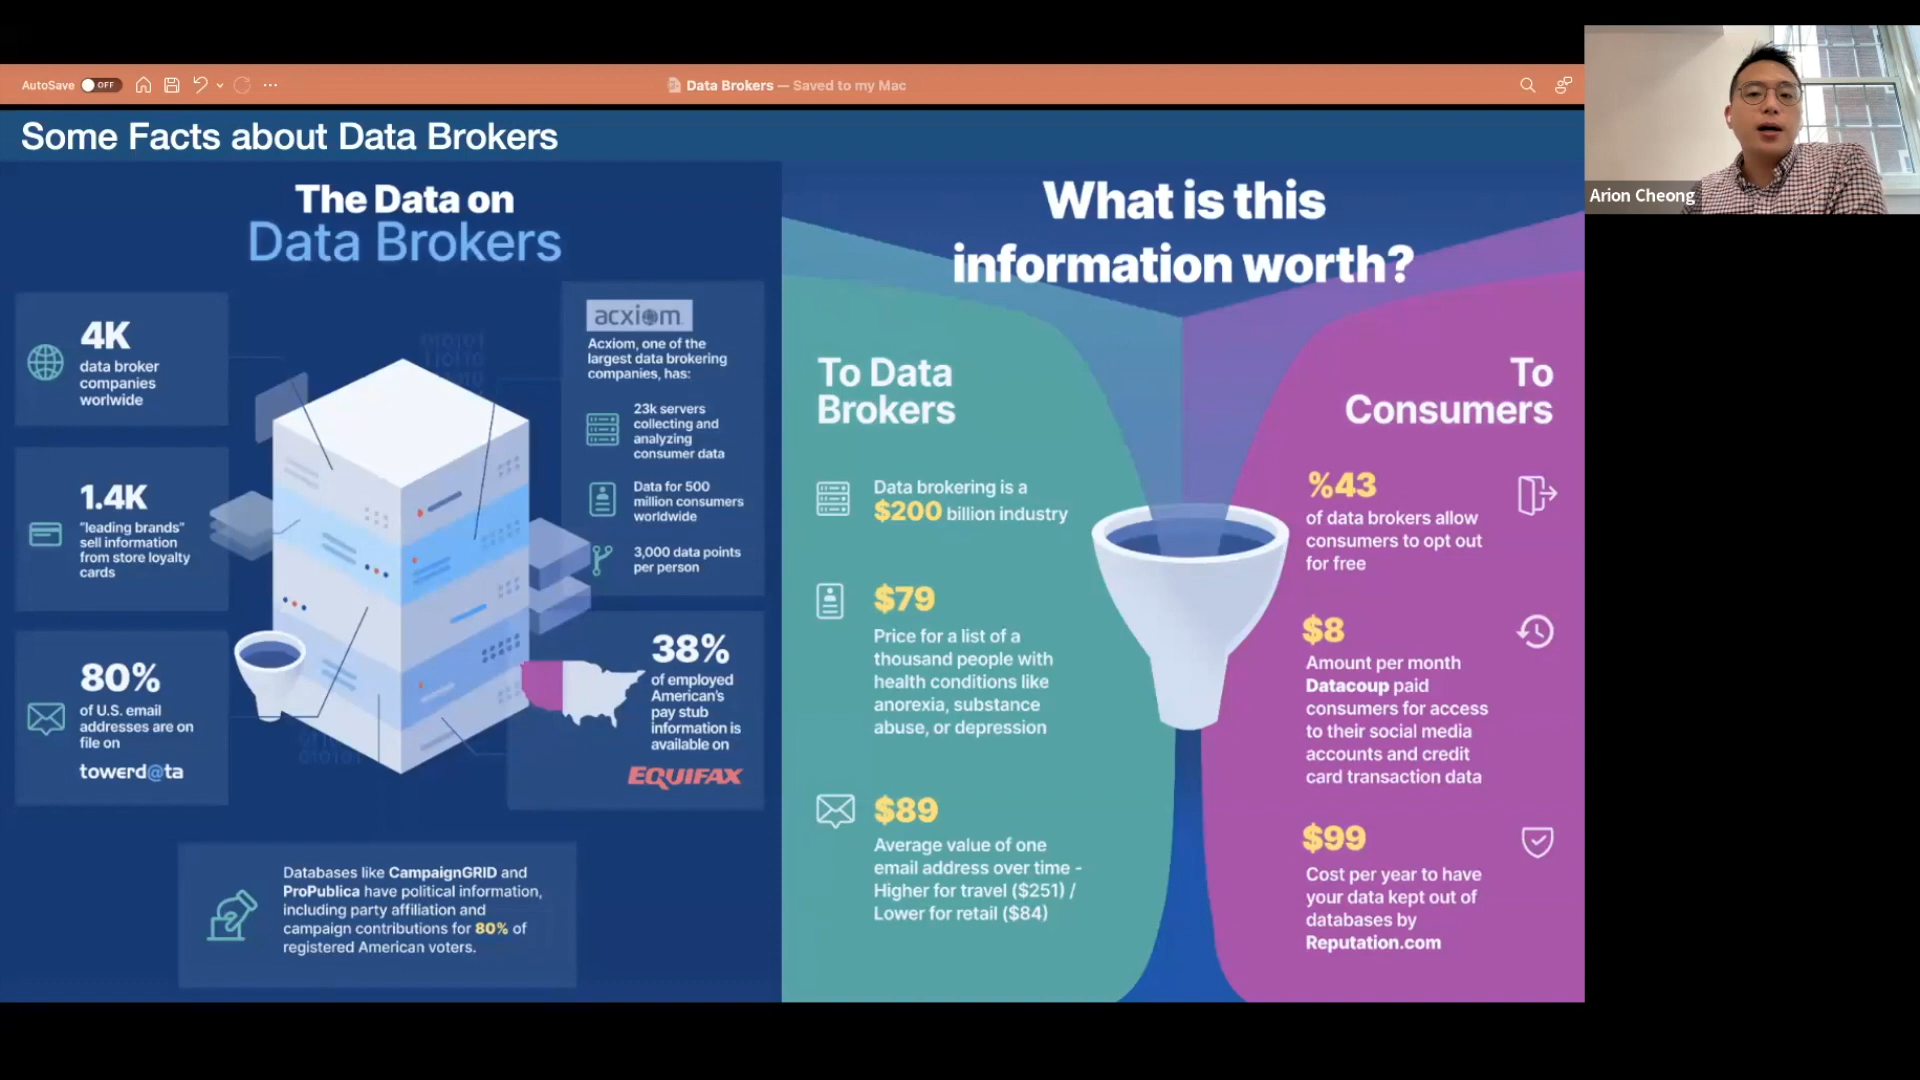 AutoSave OFF
Data Brokers — Saved to my Mac
Arion Cheong
Some Facts about Data Brokers
The Data on
Data Brokers
4K
data broker
companies
worlwide
1.4K
"leading brands"
sell information
from store loyalty
cards
80%
of U.S. email
addresses are on
file on
towerd@ta
acxiom
Acxiom, one of the
largest data brokering
companies, has:
23k servers
collecting and
analyzing
consumer data
Data for 500
million consumers
worldwide
3,000 data points
per person
38%
of employed
American's
pay stub
information is
available on
EQUIFAX
Databases like CampaignGRID and
ProPublica have political information,
including party affiliation and
campaign contributions for 80% of
registered American voters.
What is this
information worth?
To Data
Brokers
Data brokering is a
$200 billion industry
$79
Price for a list of a
thousand people with
health conditions like
anorexia, substance
abuse, or depression
$89
Average value of one
email address over time -
Higher for travel ($251) /
Lower for retail ($84)
To
Consumers
%43
of data brokers allow
consumers to opt out
for free
$8
Amount per month
Datacoup paid
consumers for access
to their social media
accounts and credit
card transaction data
$99
Cost per year to have
your data kept out of
databases by
Reputation.com